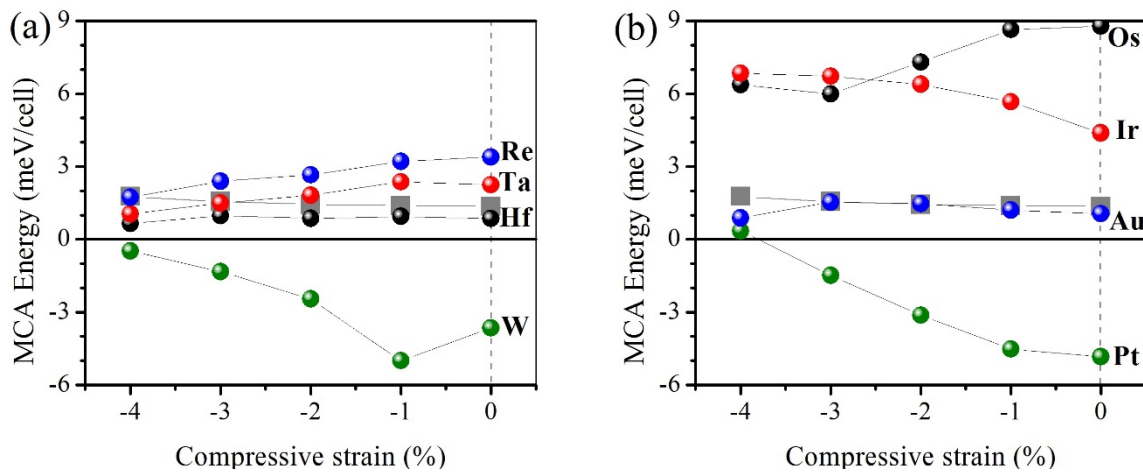 (a)
MCA Energy (meV/cell)
9
6
3
0
-3
-6
Re
Ta
Hf
W
-4 -3 -2 -1 0
Compressive strain (%)
(b)
MCA Energy (meV/cell)
9
6
3
0
-3
-6
Os
Ir
Au
Pt
-4 -3 -2 -1 0
Compressive strain (%)